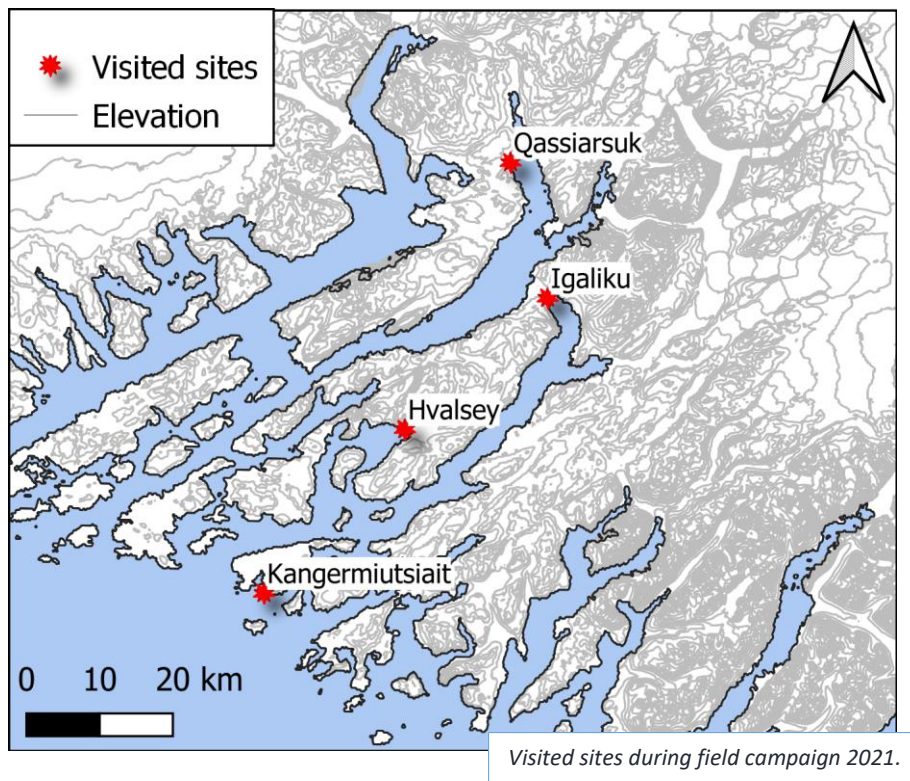 Visited sites
Elevation
Qassiarsuk
Igaliku
Hvalsey
Kangermiutsiait
0 10 20 km
Visited sites during field campaign 2021.